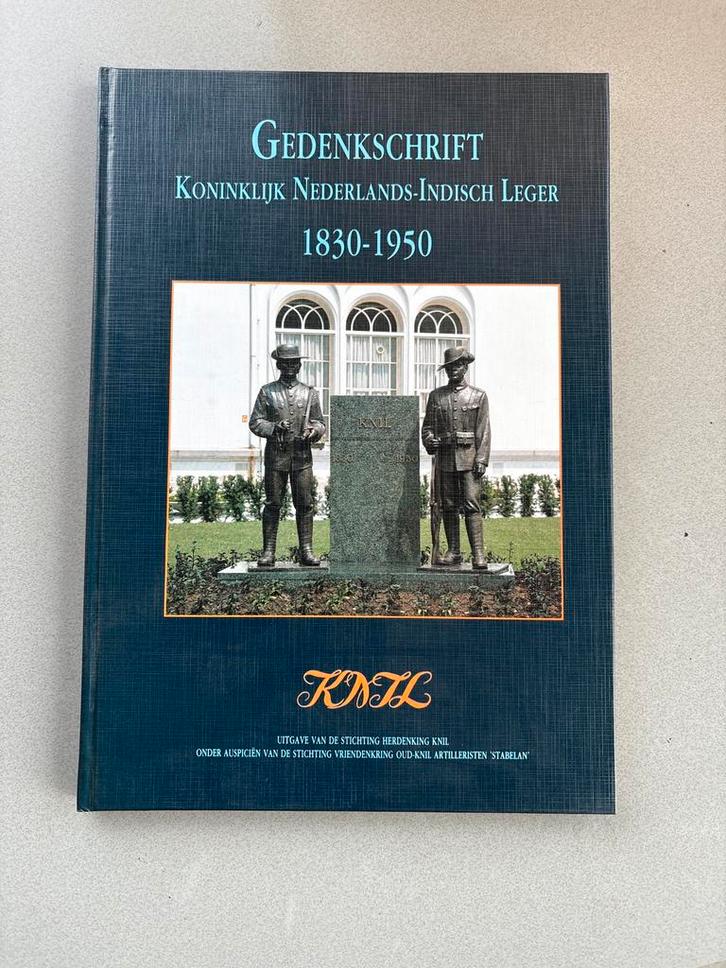 GEDENKSCHRIFT
KONINKLIJK NEDERLANDS-INDISCH LEGER
1830-1950
KNIL
KNIL
UITGAVE VAN DE STICHTING HERDENKING KNIL
ONDER AUSPICIËN VAN DE STICHTING VRIENDENKRING OUD-KNIL ARTILLERISTEN 'STABELAN'